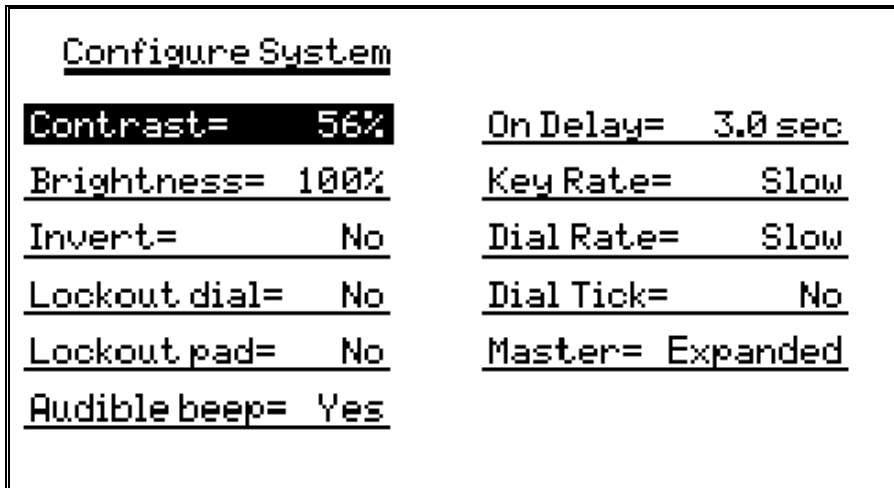 Configure System
Contrast= 56%
Brightness= 100%
Invert= No
Lockout dial= No
Lockout pad= No
Audible beep= Yes
On Delay= 3.0 sec
Key Rate= Slow
Dial Rate= Slow
Dial Tick= No
Master= Expanded